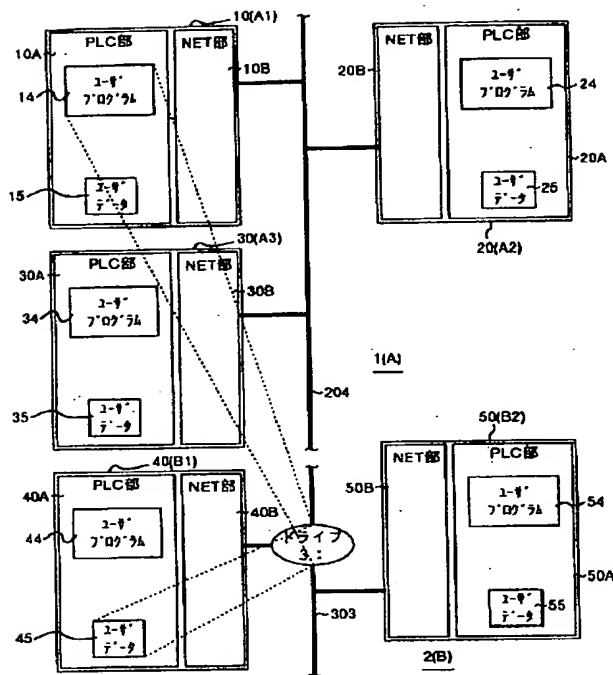 10(A1)
10A
PLC部
NET部
10B
ﾕｰｻﾞ
ﾌﾟﾛｸﾞﾗﾑ
14
15
ﾕｰｻﾞ
ﾃﾞｰﾀ
NET部
PLC部
20B
ﾕｰｻﾞ
ﾌﾟﾛｸﾞﾗﾑ
24
20A
ﾕｰｻﾞ
ﾃﾞｰﾀ
25
20(A2)
30(A3)
30A
PLC部
NET部
30B
ﾕｰｻﾞ
ﾌﾟﾛｸﾞﾗﾑ
34
35
ﾕｰｻﾞ
ﾃﾞｰﾀ
204
1(A)
40(B1)
40A
PLC部
NET部
40B
ﾕｰｻﾞ
ﾌﾟﾛｸﾞﾗﾑ
44
45
ﾕｰｻﾞ
ﾃﾞｰﾀ
ドライブ
3:
303
50(B2)
NET部
PLC部
50B
ﾕｰｻﾞ
ﾌﾟﾛｸﾞﾗﾑ
54
50A
ﾕｰｻﾞ
ﾃﾞｰﾀ
55
2(B)